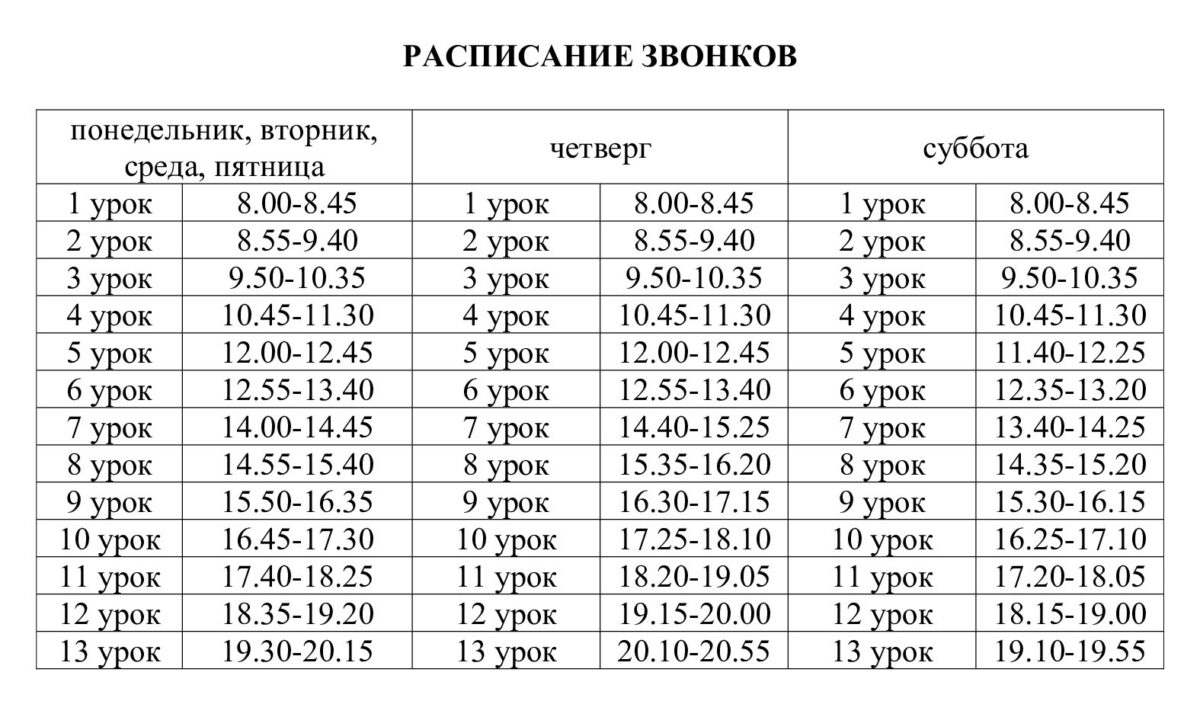 РАСПИСАНИЕ ЗВОНКОВ
понедельник, вторник,
среда, пятница
четверг
суббота
1 урок 8.00-8.45 1 урок 8.00-8.45 1 урок 8.00-8.45
2 урок 8.55-9.40 2 урок 8.55-9.40 2 урок 8.55-9.40
3 урок 9.50-10.35 3 урок 9.50-10.35 3 урок 9.50-10.35
4 урок 10.45-11.30 4 урок 10.45-11.30 4 урок 10.45-11.30
5 урок 12.00-12.45 5 урок 12.00-12.45 5 урок 11.40-12.25
6 урок 12.55-13.40 6 урок 12.55-13.40 6 урок 12.35-13.20
7 урок 14.00-14.45 7 урок 14.40-15.25 7 урок 13.40-14.25
8 урок 14.55-15.40 8 урок 15.35-16.20 8 урок 14.35-15.20
9 урок 15.50-16.35 9 урок 16.30-17.15 9 урок 15.30-16.15
10 урок 16.45-17.30 10 урок 17.25-18.10 10 урок 16.25-17.10
11 урок 17.40-18.25 11 урок 18.20-19.05 11 урок 17.20-18.05
12 урок 18.35-19.20 12 урок 19.15-20.00 12 урок 18.15-19.00
13 урок 19.30-20.15 13 урок 20.10-20.55 13 урок 19.10-19.55